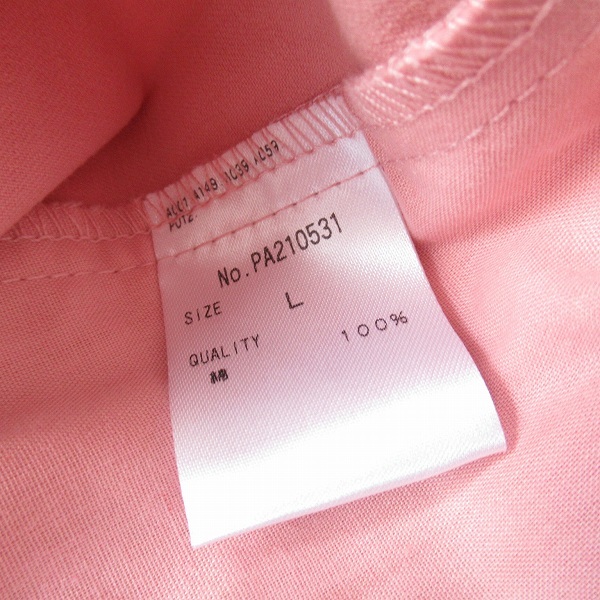 No.PA210531
SIZE L
QUALITY 100%
綿